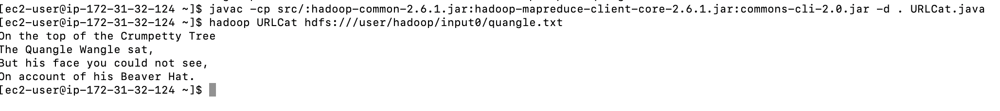 [ec2-user@ip-172-31-32-124 ~]$ javac -cp src/:hadoop-common-2.6.1.jar:hadoop-mapreduce-client-core-2.6.1.jar:commons-cli-2.0.jar -d . URLCat.java
[ec2-user@ip-172-31-32-124 ~]$ hadoop URLCat hdfs:///user/hadoop/input0/quangle.txt
On the top of the Crumpetty Tree
The Quangle Wangle sat,
But his face you could not see,
On account of his Beaver Hat.
[ec2-user@ip-172-31-32-124 ~]$